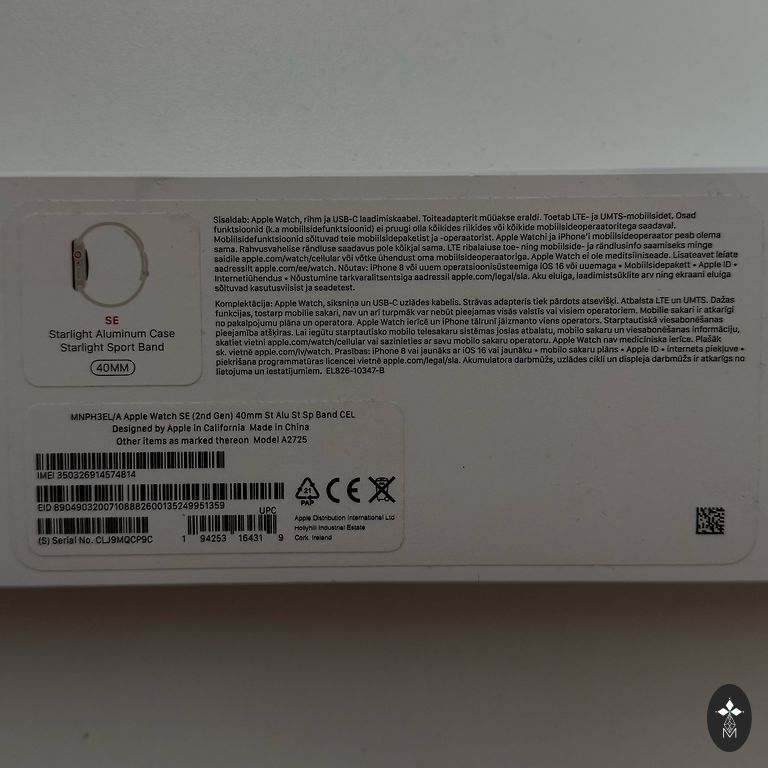 SE
Starlight Aluminum Case
Starlight Sport Band
40MM
Sisaldab: Apple Watch, rihm ja USB-C laadimiskaabel. Toiteadapterit müüakse eraldi. Toetab LTE- ja UMTS-mobiilsidet. Osad
funktsioonid (k.a mobiilsidefunktsioonid) ei pruugi olla kõikides riikides või kõikide mobiilsideoperaatoritega saadaval.
Mobiilsidefunktsioonid sõltuvad teie mobiilsidepaketist ja -operaatorist. Apple Watchi ja iPhone'i mobiilsideoperaator peab olema
sama. Rahvusvahelise rändluse saadavus pole kõikjal sama. LTE ribalaiuse toe- ning mobiilside- ja rändlusinfo saamiseks minge
saidile apple.com/watch/cellular või võtke ühendust oma mobiilsideoperaatoriga. Apple Watch ei ole meditsiiniseade. Lisateavet leiate
aadressilt apple.com/ee/watch. Nõutav: iPhone 8 või uuem operatsioonisüsteemiga iOS 16 või uuemaga • Mobiilsidepakett • Apple ID •
Internetiühendus • Nõustumine tarkvaralitsentsitingimustega aadressil apple.com/legal/sla. Aku eluiga, laadimistsüklite arv ning ekraani eluiga
sõltuvad kasutusviisist ja seadetest.
Komplektācija: Apple Watch, siksniņa un USB-C uzlādes kabelis. Strāvas adapteris tiek pārdots atsevišķi. Atbalsta LTE un UMTS. Dažas
funkcijas, tostarp mobilie sakari, nav un arī turpmāk var nebūt pieejamas visās valstīs vai visiem operatoriem. Mobilie sakari ir atkarīgi
no pakalpojumu plāna un operatora. Apple Watch ierīcē un iPhone tālrunī jāizmanto viens operators. Starptautiskā viesabonēšanas
pieejamība atšķiras. Lai iegūtu starptautisko mobilo telesakaru sistēmas joslas atbalstu, mobilo sakaru un viesabonēšanas informāciju,
skatiet vietni apple.com/watch/cellular vai sazinieties ar savu mobilo sakaru operatoru. Apple Watch nav medicīniska ierīce. Plašāk
sk. vietnē apple.com/lv/watch. Prasības: iPhone 8 vai jaunāks ar iOS 16 vai jaunāku • mobilo sakaru plāns • Apple ID • interneta piekļuve •
piekrišana programmatūras licencei vietnē apple.com/legal/sla. Akumulatora darbmūžs, uzlādes cikli un displeja darbmūžs ir atkarīgs no
lietojuma un iestatījumiem. EL826-10347-B
MNPH3EL/A Apple Watch SE (2nd Gen) 40mm St Alu St Sp Band CEL
Designed by Apple in California Made in China
Other items as marked thereon Model A2725
IMEI 350326914574814
EID 89049032007108882600135249951359
UPC
(S) Serial No. CLJ9MQCP9C
1 94253 16431 9
21
PAP
CE
Apple Distribution International Ltd
Hollyhill Industrial Estate
Cork, Ireland
M